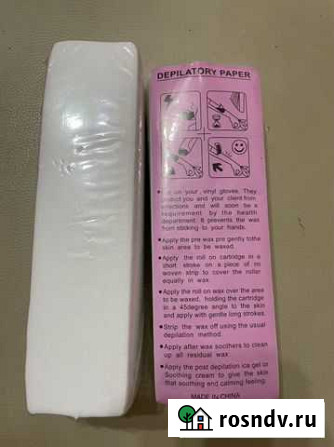 DEPILATORY PAPER
on your, vinyl gloves. They
protect you and your client from
infections and will soon be a
requirement by the health
department. It prevents the wax
from sticking to your hands.
Apply the pre wax pro gently tothe
skin area to be waxed.
Apply the roll on cartridge in a
short stroke on a piece of no
woven strip to cover the roller
equally in wax.
Apply the roll on wax over the area
to be waxed, holding the cartridge
in a 45degree angle to the skin
and apply with gentle long strokes.
Strip the wax off using the usual
depilation method.
Apply after wax soothers to clean
up all residual wax
Apply the post depilation ice gel to
Soothing cream to give the skin
that soothing end calming feeling.
MADE IN CHINA
rosndv.ru